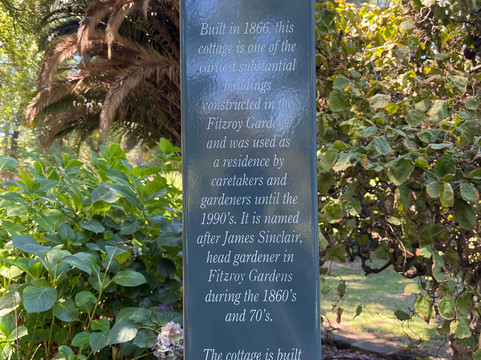 Built in 1866, this
cottage is one of the
earliest substantial
buildings
constructed in the
Fitzroy Gardens
and was used as
a residence by
caretakers and
gardeners until the
1990's. It is named
after James Sinclair,
head gardener in
Fitzroy Gardens
during the 1860's
and 70's.
The cottage is built